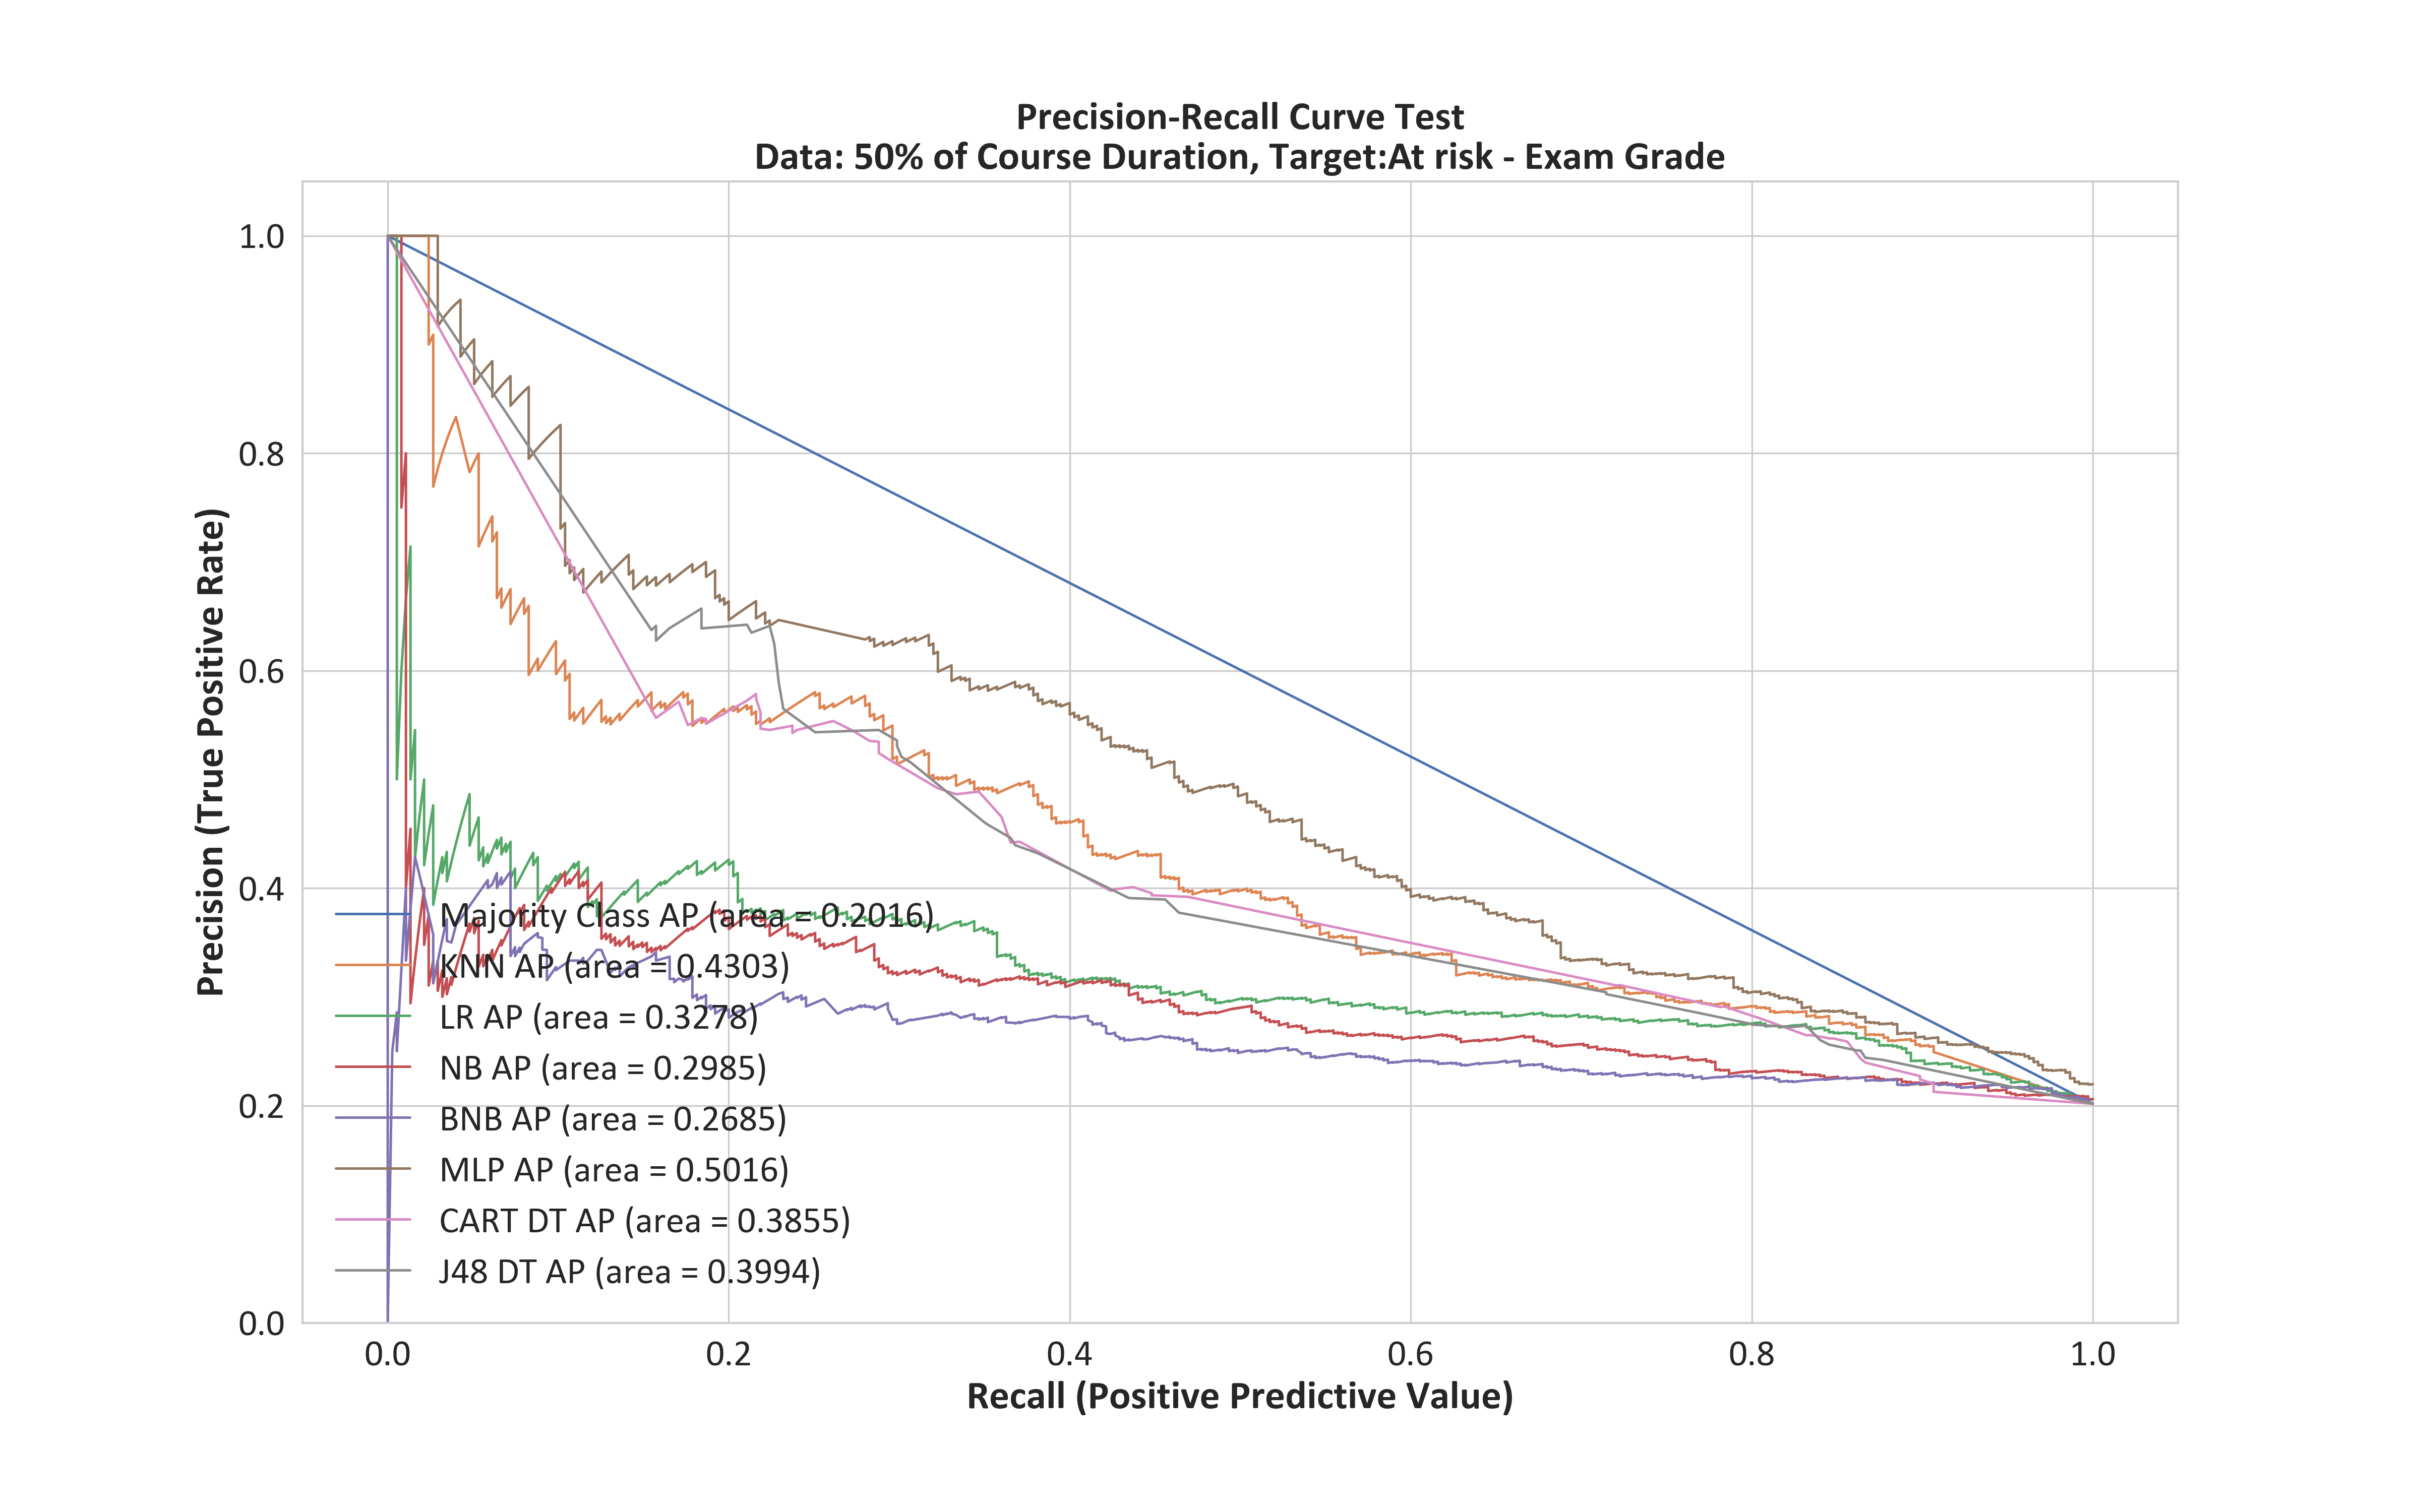 Precision-Recall Curve Test
Data: 50% of Course Duration, Target:At risk - Exam Grade
Precision (True Positive Rate)
1.0
0.8
0.6
0.4
0.2
0.0
Majority Class AP (area = 0.2016)
KNN AP (area = 0.4303)
LR AP (area = 0.3278)
NB AP (area = 0.2985)
BNB AP (area = 0.2685)
MLP AP (area = 0.5016)
CART DT AP (area = 0.3855)
J48 DT AP (area = 0.3994)
0.0 0.2 0.4 0.6 0.8 1.0
Recall (Positive Predictive Value)